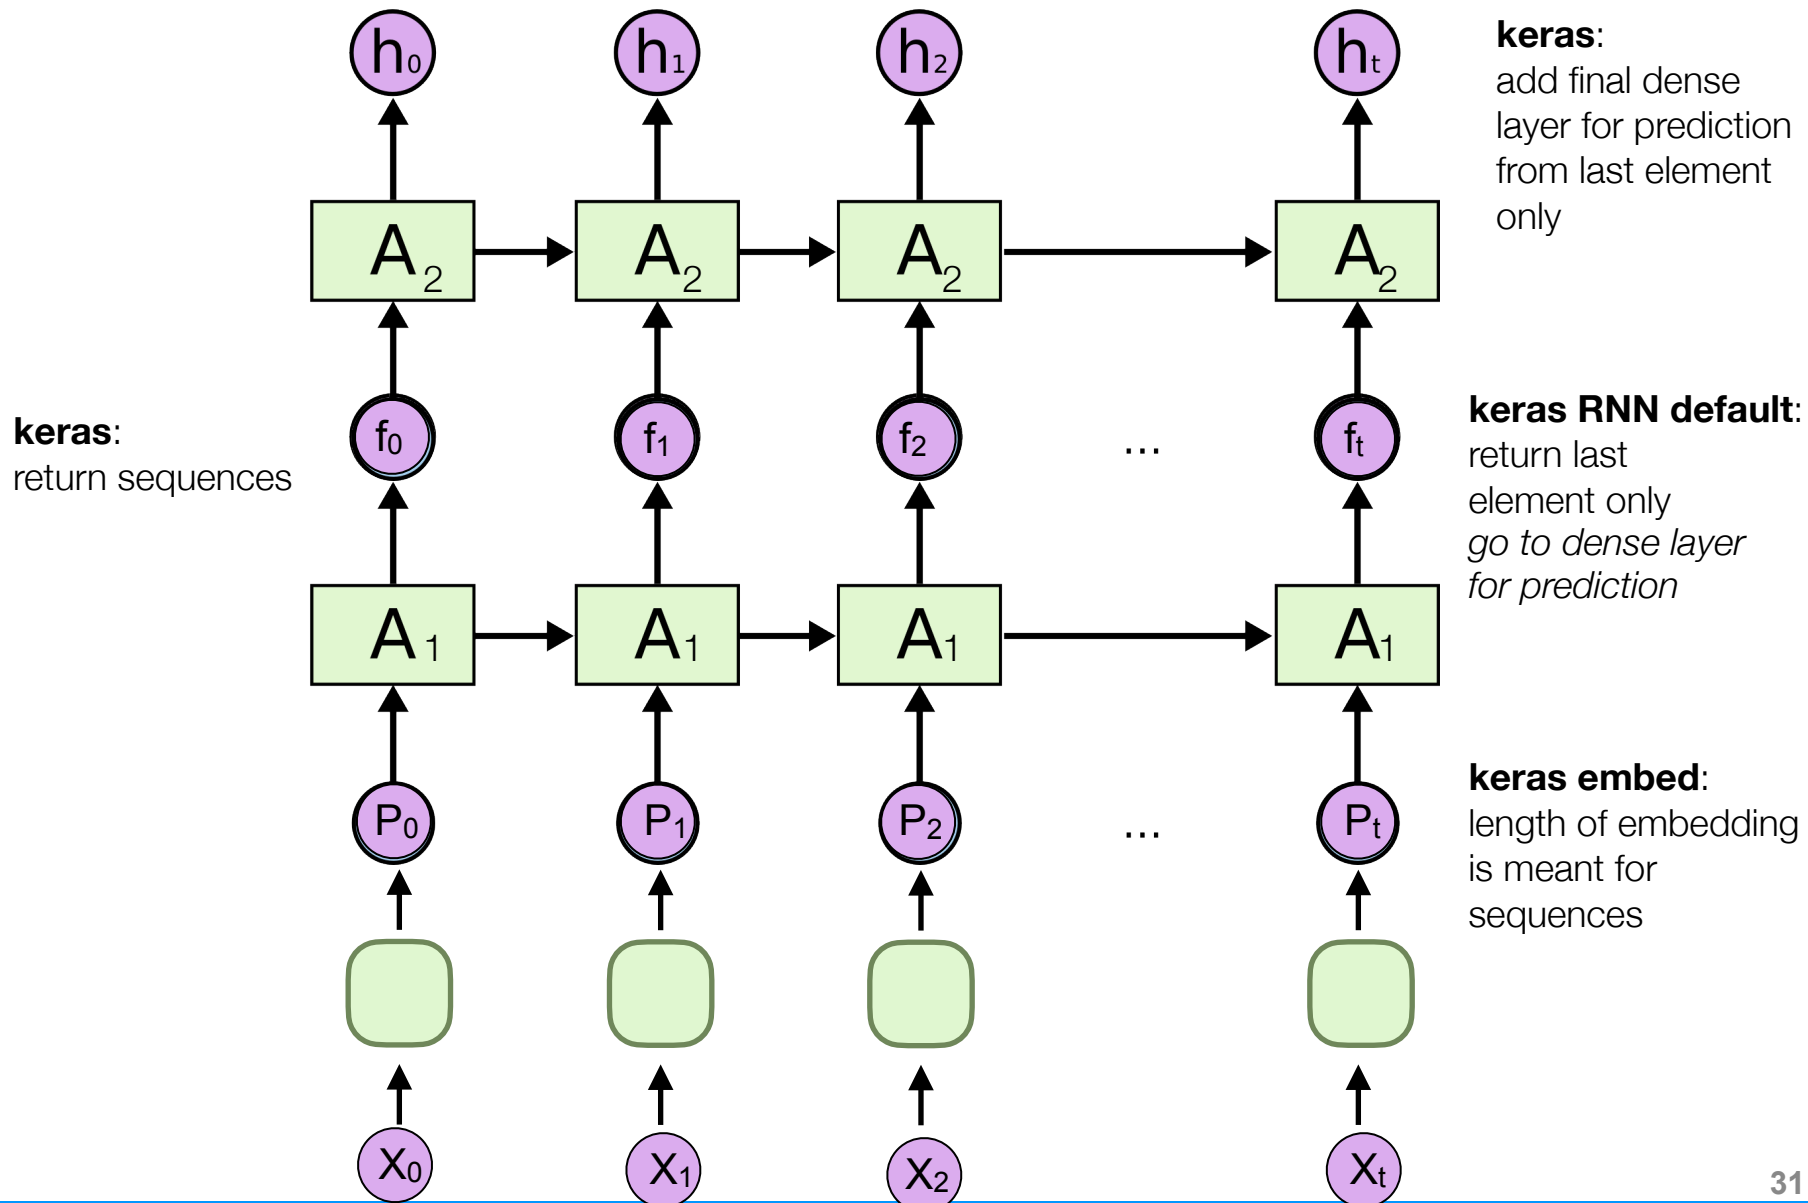 h0 h1 h2 ht
keras:
add final dense
layer for prediction
from last element
only
A2 A2 A2 A2
keras:
return sequences
f0 f1 f2 ... ft
keras RNN default:
return last
element only
go to dense layer
for prediction
A1 A1 A1 A1
P0 P1 P2 ... Pt
keras embed:
length of embedding
is meant for
sequences
X0 X1 X2 Xt
31